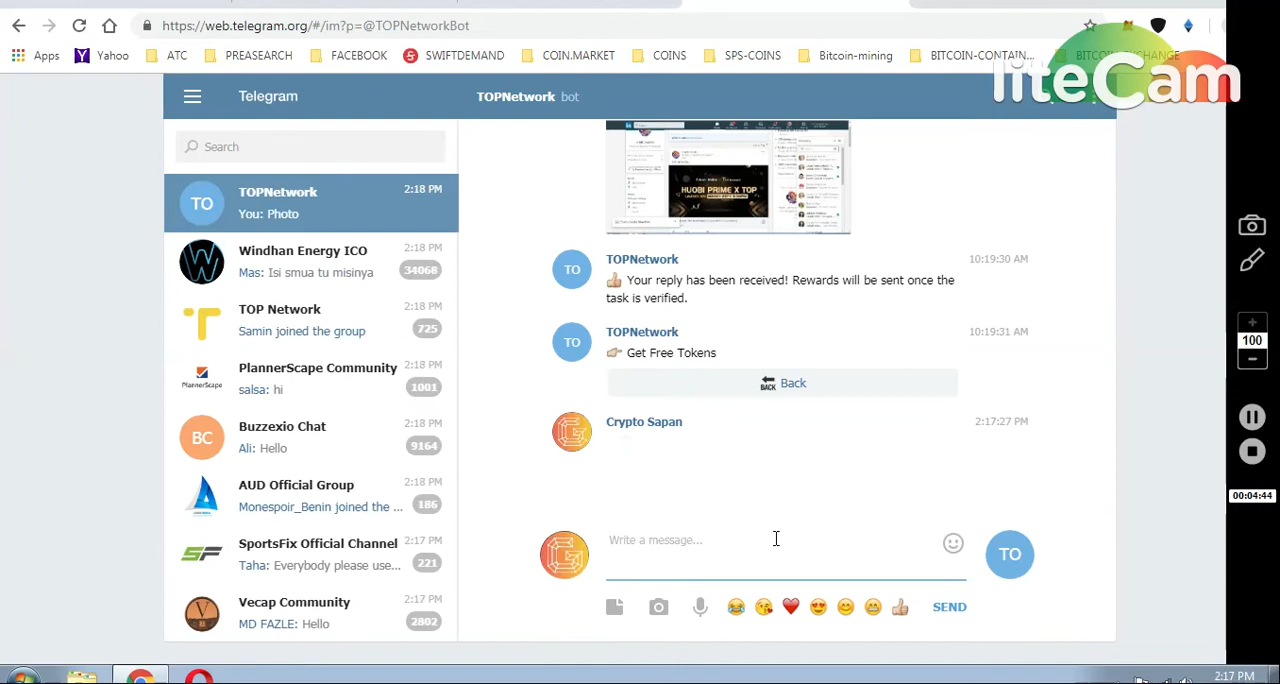 https://web.telegram.org/#/im?p=@TOPNetworkBot
Apps Yahoo ATC PREASEARCH FACEBOOK SWIFTDEMAND COIN.MARKET COINS SPS-COINS Bitcoin-mining BITCOIN-CONTAIN... BITCOIN-EXCHANGE
liteCam
Telegram
TOPNetwork bot
Search
TOPNetwork 2:18 PM
You: Photo
Windhan Energy ICO 2:18 PM
Mas: Isi smua tu misinya 34068
TOP Network 2:18 PM
Samin joined the group 725
PlannerScape Community 2:18 PM
salsa: hi 1001
PlannerScape
Buzzexio Chat 2:18 PM
Ali: Hello 9164
BC
AUD Official Group 2:18 PM
Monespoir_Benin joined the ... 186
SportsFix Official Channel 2:17 PM
Taha: Everybody please use... 221
SF
Vecap Community 2:17 PM
MD FAZLE: Hello 2802
TO
HUOBI PRIME X TOP
TO
TOPNetwork 10:19:30 AM
Your reply has been received! Rewards will be sent once the
task is verified.
TO
TOPNetwork 10:19:31 AM
Get Free Tokens
BACK Back
Crypto Sapan 2:17:27 PM
Write a message...
TO
SEND
100
00:04:44
2:17 PM